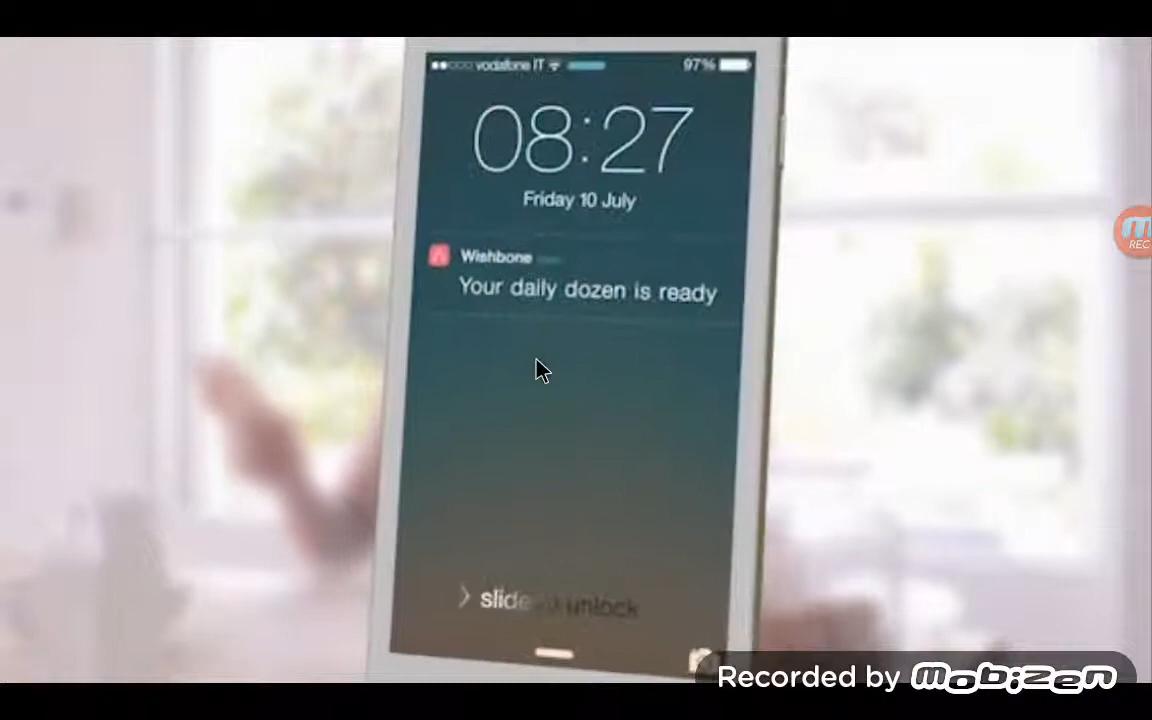 vodafone IT 97%
08:27
Friday 10 July
Wishbone
Your daily dozen is ready
slide to unlock
REC
Recorded by mobizen